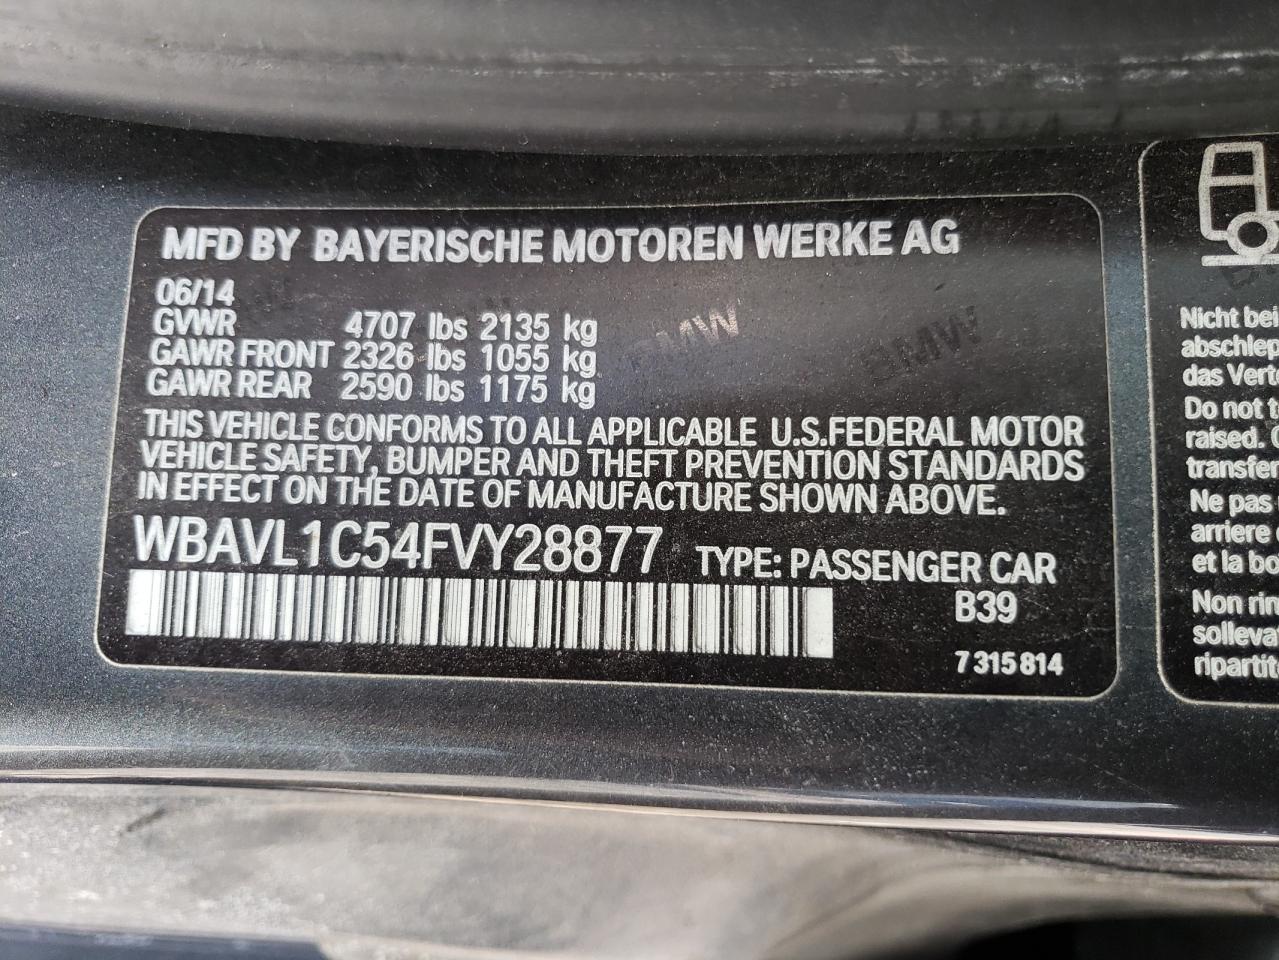 MFD BY BAYERISCHE MOTOREN WERKE AG
06/14
GVWR 4707 lbs 2135 kg
GAWR FRONT 2326 lbs 1055 kg
GAWR REAR 2590 lbs 1175 kg
THIS VEHICLE CONFORMS TO ALL APPLICABLE U.S.FEDERAL MOTOR
VEHICLE SAFETY, BUMPER AND THEFT PREVENTION STANDARDS
IN EFFECT ON THE DATE OF MANUFACTURE SHOWN ABOVE.
WBAVL1C54FVY28877 TYPE: PASSENGER CAR
B39
7 315 814
BMW
BMW
Nicht bei
abschlep
das Verte
Do not t
raised.
transfer
Ne pas
arriere
et la bo
Non rin
solleva
ripartit